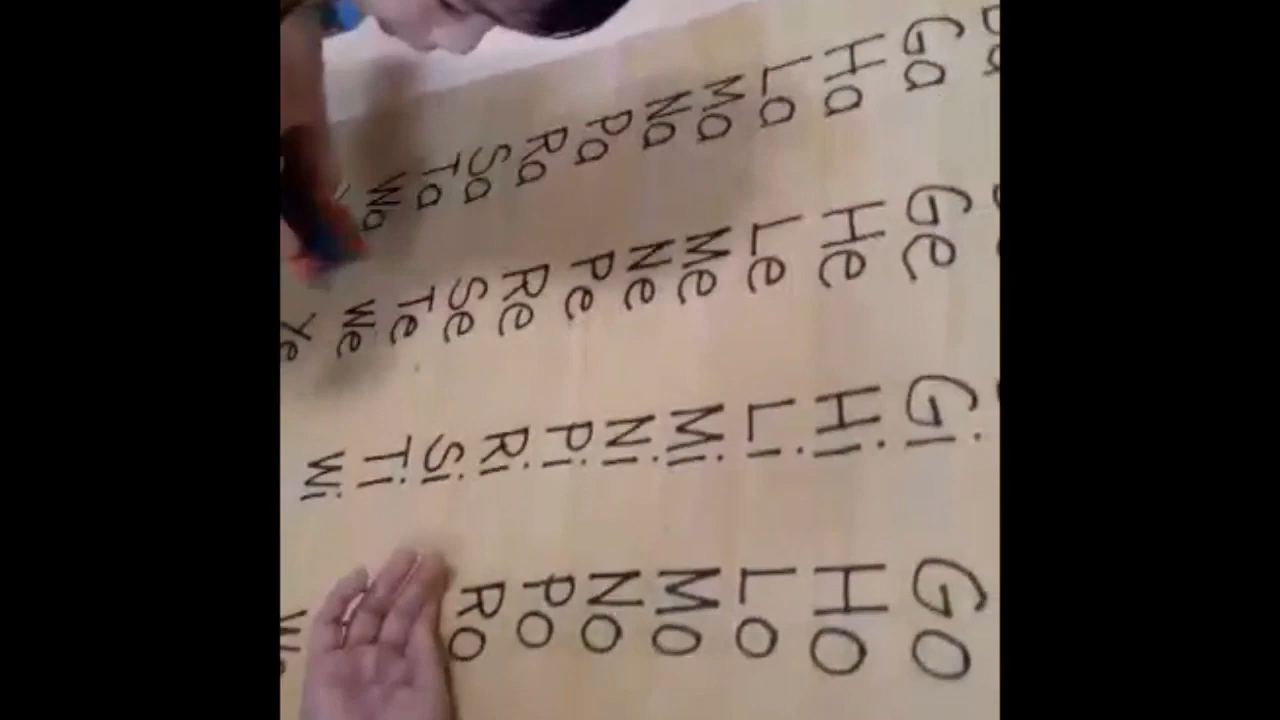 Ga Ge Gi Go
Ha He Hi Ho
La Le Li Lo
Ma Me Mi Mo
Na Ne Ni No
Pa Pe Pi Po
Ra Re Ri Ro
Sa Se Si
Ta Te Ti
Wa We Wi
Ye